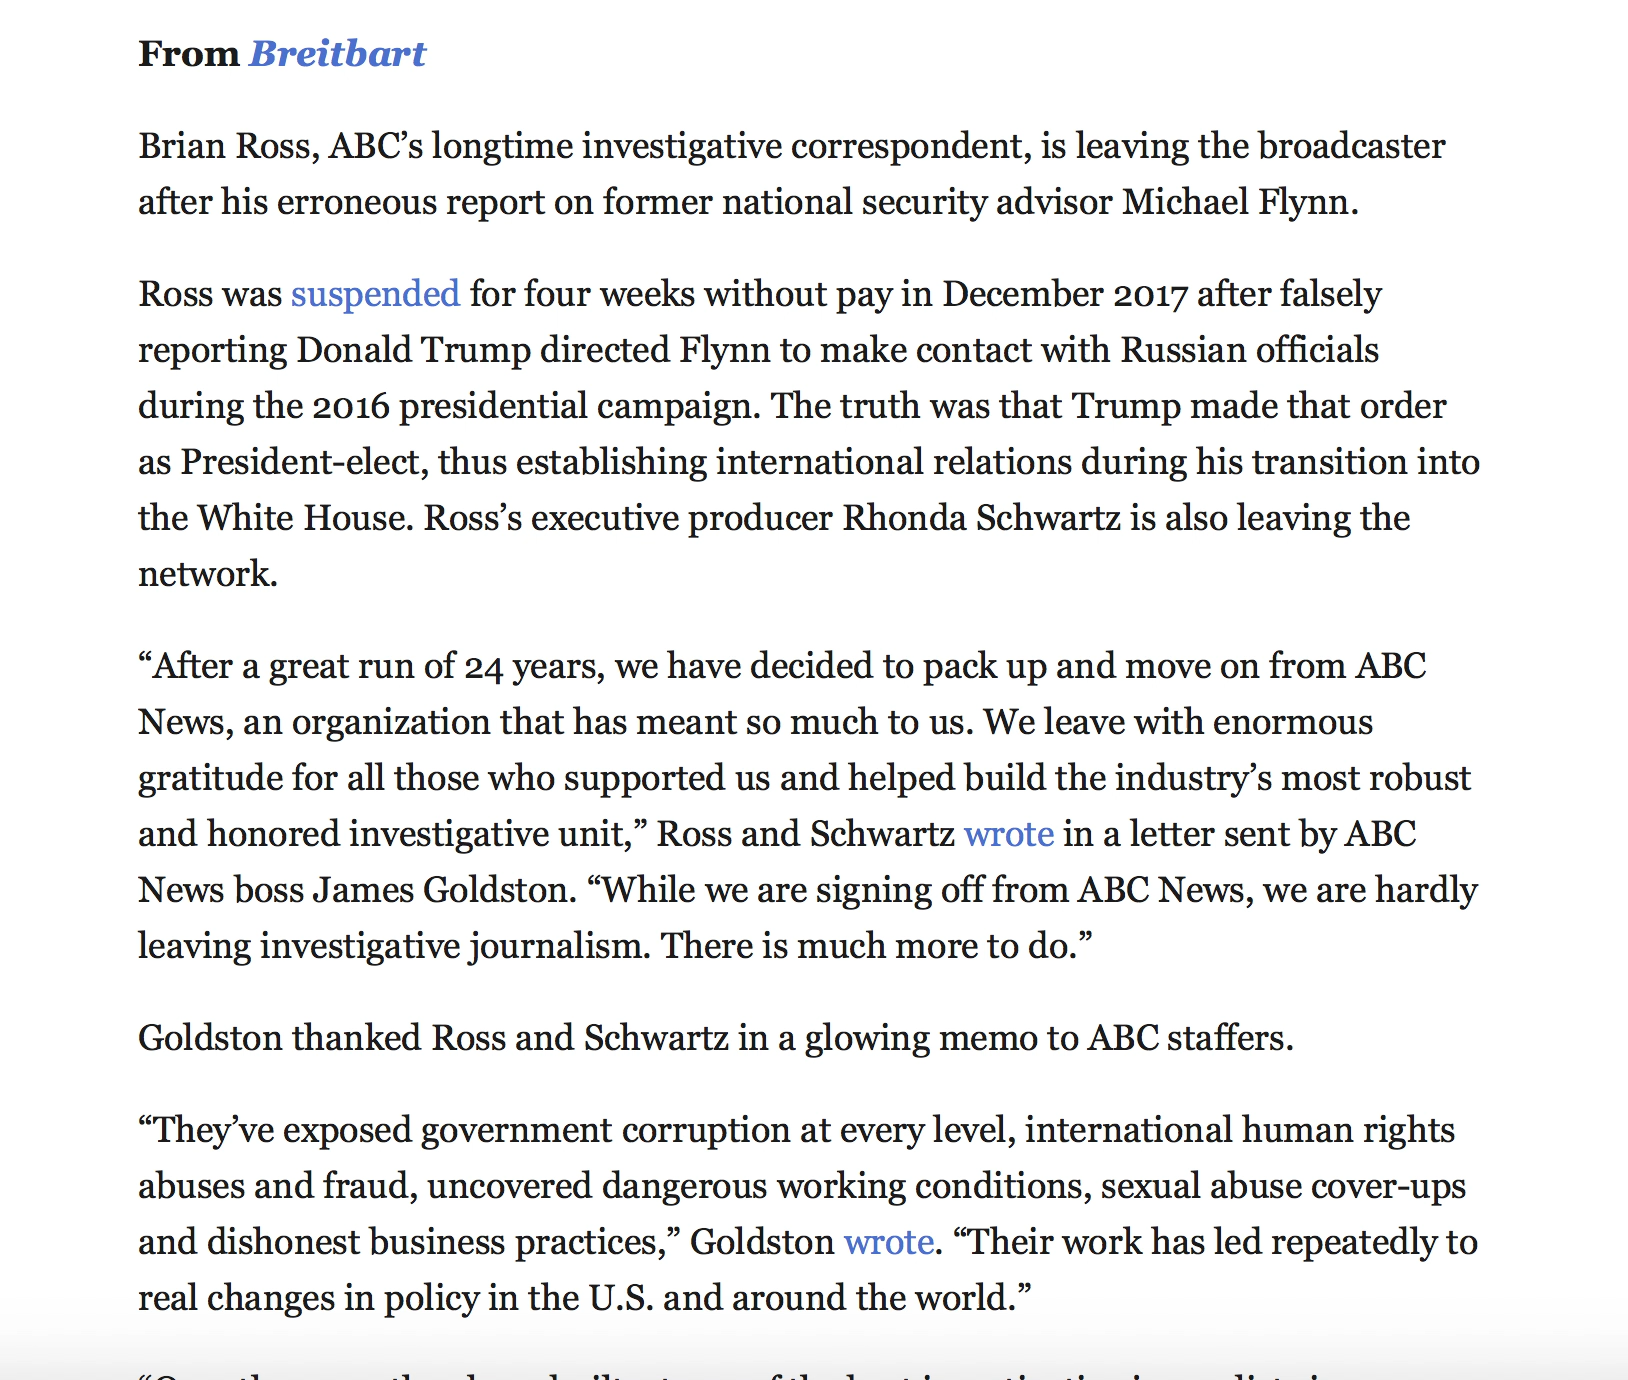 From Breitbart
Brian Ross, ABC’s longtime investigative correspondent, is leaving the broadcaster
after his erroneous report on former national security advisor Michael Flynn.
Ross was suspended for four weeks without pay in December 2017 after falsely
reporting Donald Trump directed Flynn to make contact with Russian officials
during the 2016 presidential campaign. The truth was that Trump made that order
as President-elect, thus establishing international relations during his transition into
the White House. Ross’s executive producer Rhonda Schwartz is also leaving the
network.
“After a great run of 24 years, we have decided to pack up and move on from ABC
News, an organization that has meant so much to us. We leave with enormous
gratitude for all those who supported us and helped build the industry’s most robust
and honored investigative unit,” Ross and Schwartz wrote in a letter sent by ABC
News boss James Goldston. “While we are signing off from ABC News, we are hardly
leaving investigative journalism. There is much more to do.”
Goldston thanked Ross and Schwartz in a glowing memo to ABC staffers.
“They’ve exposed government corruption at every level, international human rights
abuses and fraud, uncovered dangerous working conditions, sexual abuse cover-ups
and dishonest business practices,” Goldston wrote. “Their work has led repeatedly to
real changes in policy in the U.S. and around the world.”